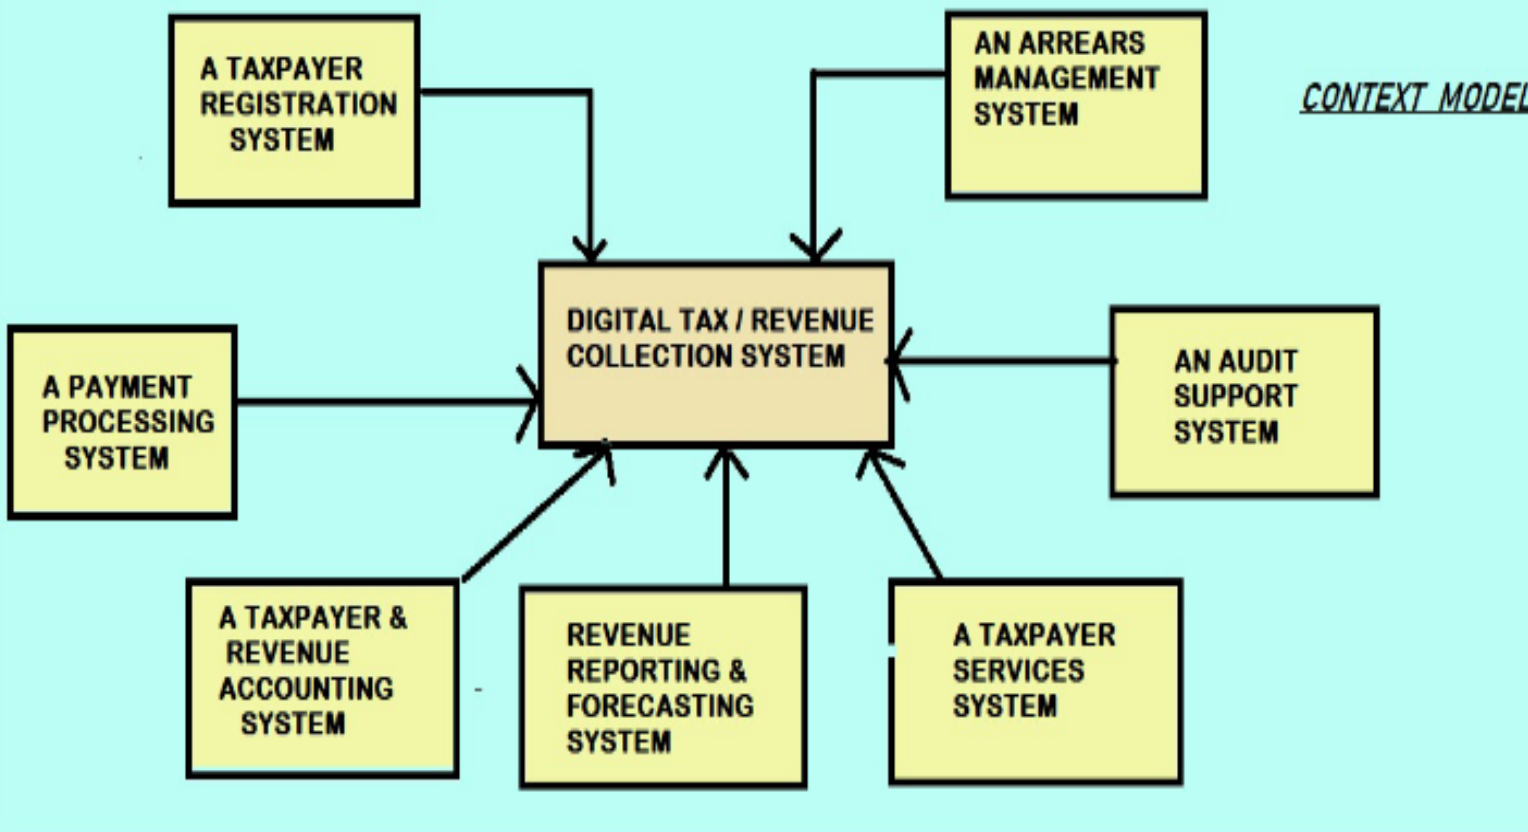 A TAXPAYER
REGISTRATION
SYSTEM
AN ARREARS
MANAGEMENT
SYSTEM
CONTEXT MODEL
DIGITAL TAX / REVENUE
COLLECTION SYSTEM
A PAYMENT
PROCESSING
SYSTEM
AN AUDIT
SUPPORT
SYSTEM
A TAXPAYER &
REVENUE
ACCOUNTING
SYSTEM
REVENUE
REPORTING &
FORECASTING
SYSTEM
A TAXPAYER
SERVICES
SYSTEM